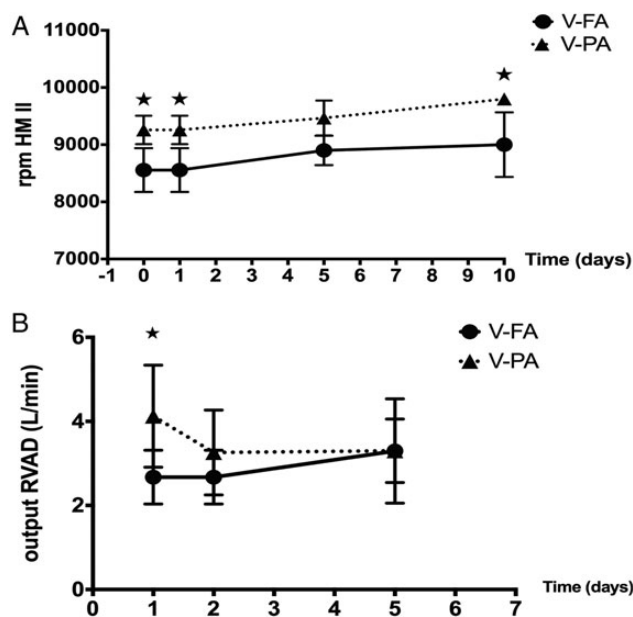 A
V-FA
V-PA
rpm HM II
10000
9000
8000
7000
-1 0 1 2 3 4 5 6 7 8 9 10
Time (days)
B
V-FA
V-PA
output RVAD (L/min)
6
4
2
0
0 1 2 3 4 5 6 7
Time (days)